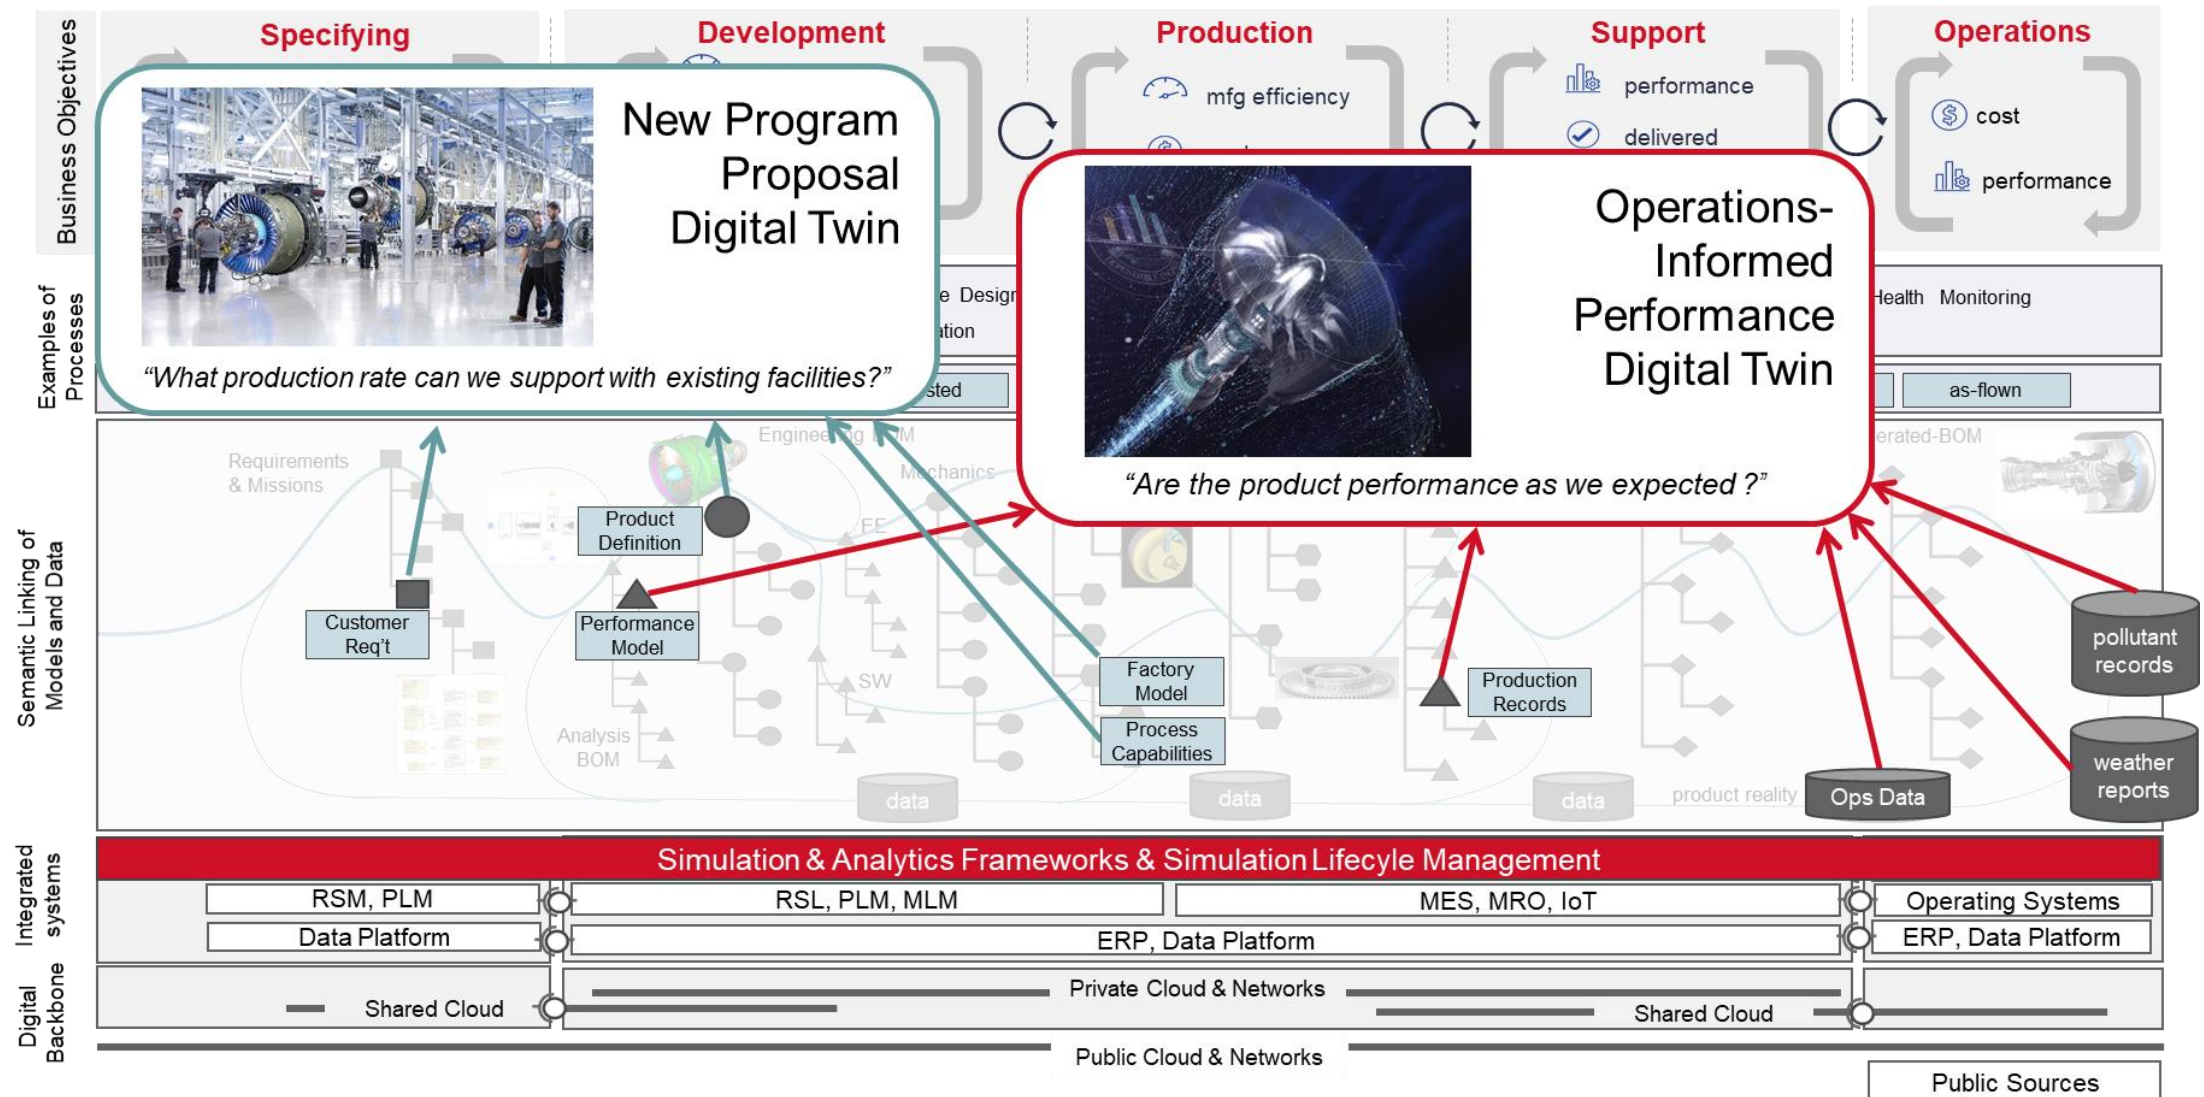 Business Objectives
Specifying
Development
Production
Support
Operations
mfg efficiency
performance
delivered
cost
performance
New Program
Proposal
Digital Twin
“What production rate can we support with existing facilities?”
Operations-
Informed
Performance
Digital Twin
“Are the product performance as we expected ?”
Examples of
Processes
Health Monitoring
as-flown
Semantic Linking of
Models and Data
Requirements
& Missions
Engineering BOM
Mechanics
EE
SW
Analysis
BOM
Product
Definition
Customer
Req't
Performance
Model
Factory
Model
Process
Capabilities
Production
Records
data
data
data
product reality
Ops Data
pollutant
records
weather
reports
Integrated
systems
Simulation & Analytics Frameworks & Simulation Lifecyle Management
RSM, PLM
RSL, PLM, MLM
MES, MRO, IoT
Operating Systems
Data Platform
ERP, Data Platform
ERP, Data Platform
Digital
Backbone
Shared Cloud
Private Cloud & Networks
Shared Cloud
Public Cloud & Networks
Public Sources